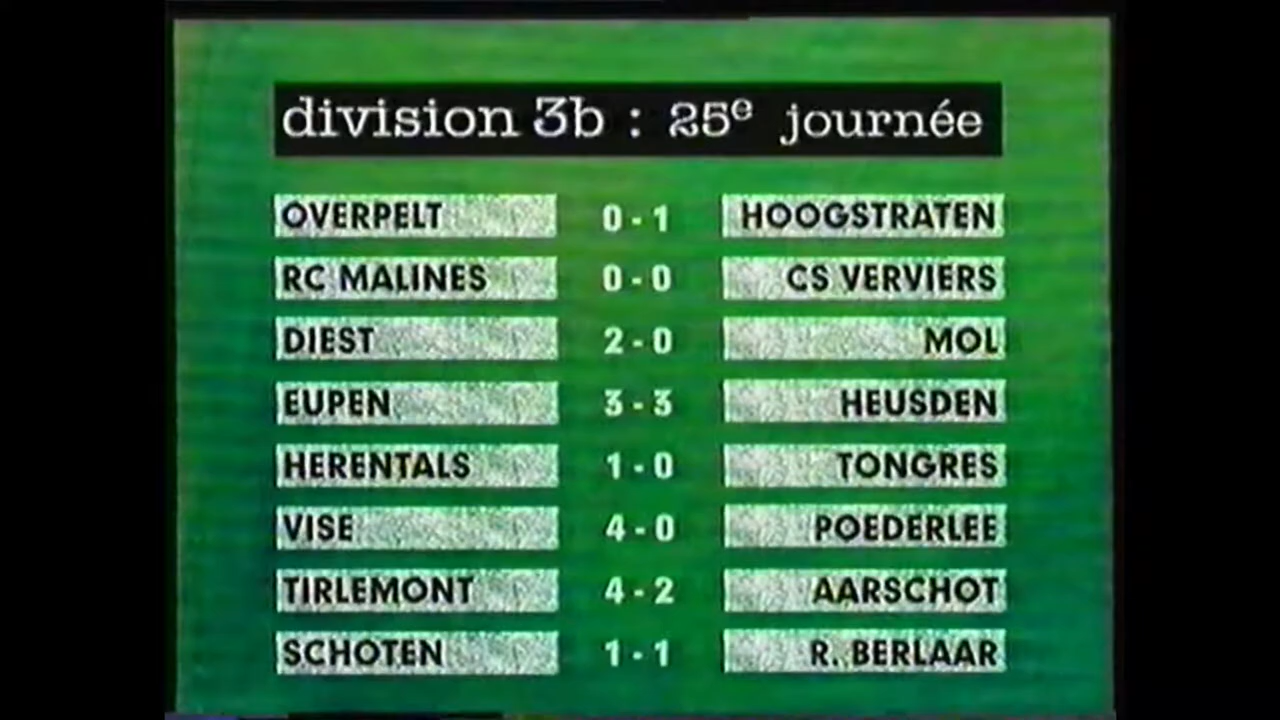 division 3b : 25e journée
OVERPELT 0 - 1 HOOGSTRATEN
RC MALINES 0 - 0 CS VERVIERS
DIEST 2 - 0 MOL
EUPEN 3 - 3 HEUSDEN
HERENTALS 1 - 0 TONGRES
VISE 4 - 0 POEDERLEE
TIRLEMONT 4 - 2 AARSCHOT
SCHOTEN 1 - 1 R. BERLAAR